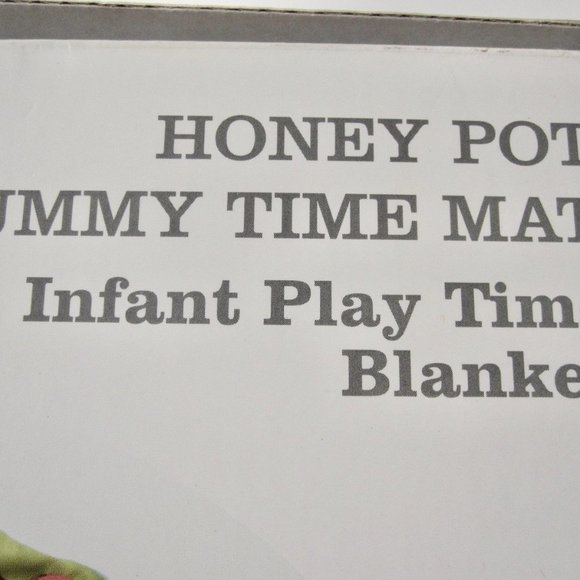 HONEY POT
UMMY TIME MAT
Infant Play Tim
Blanke